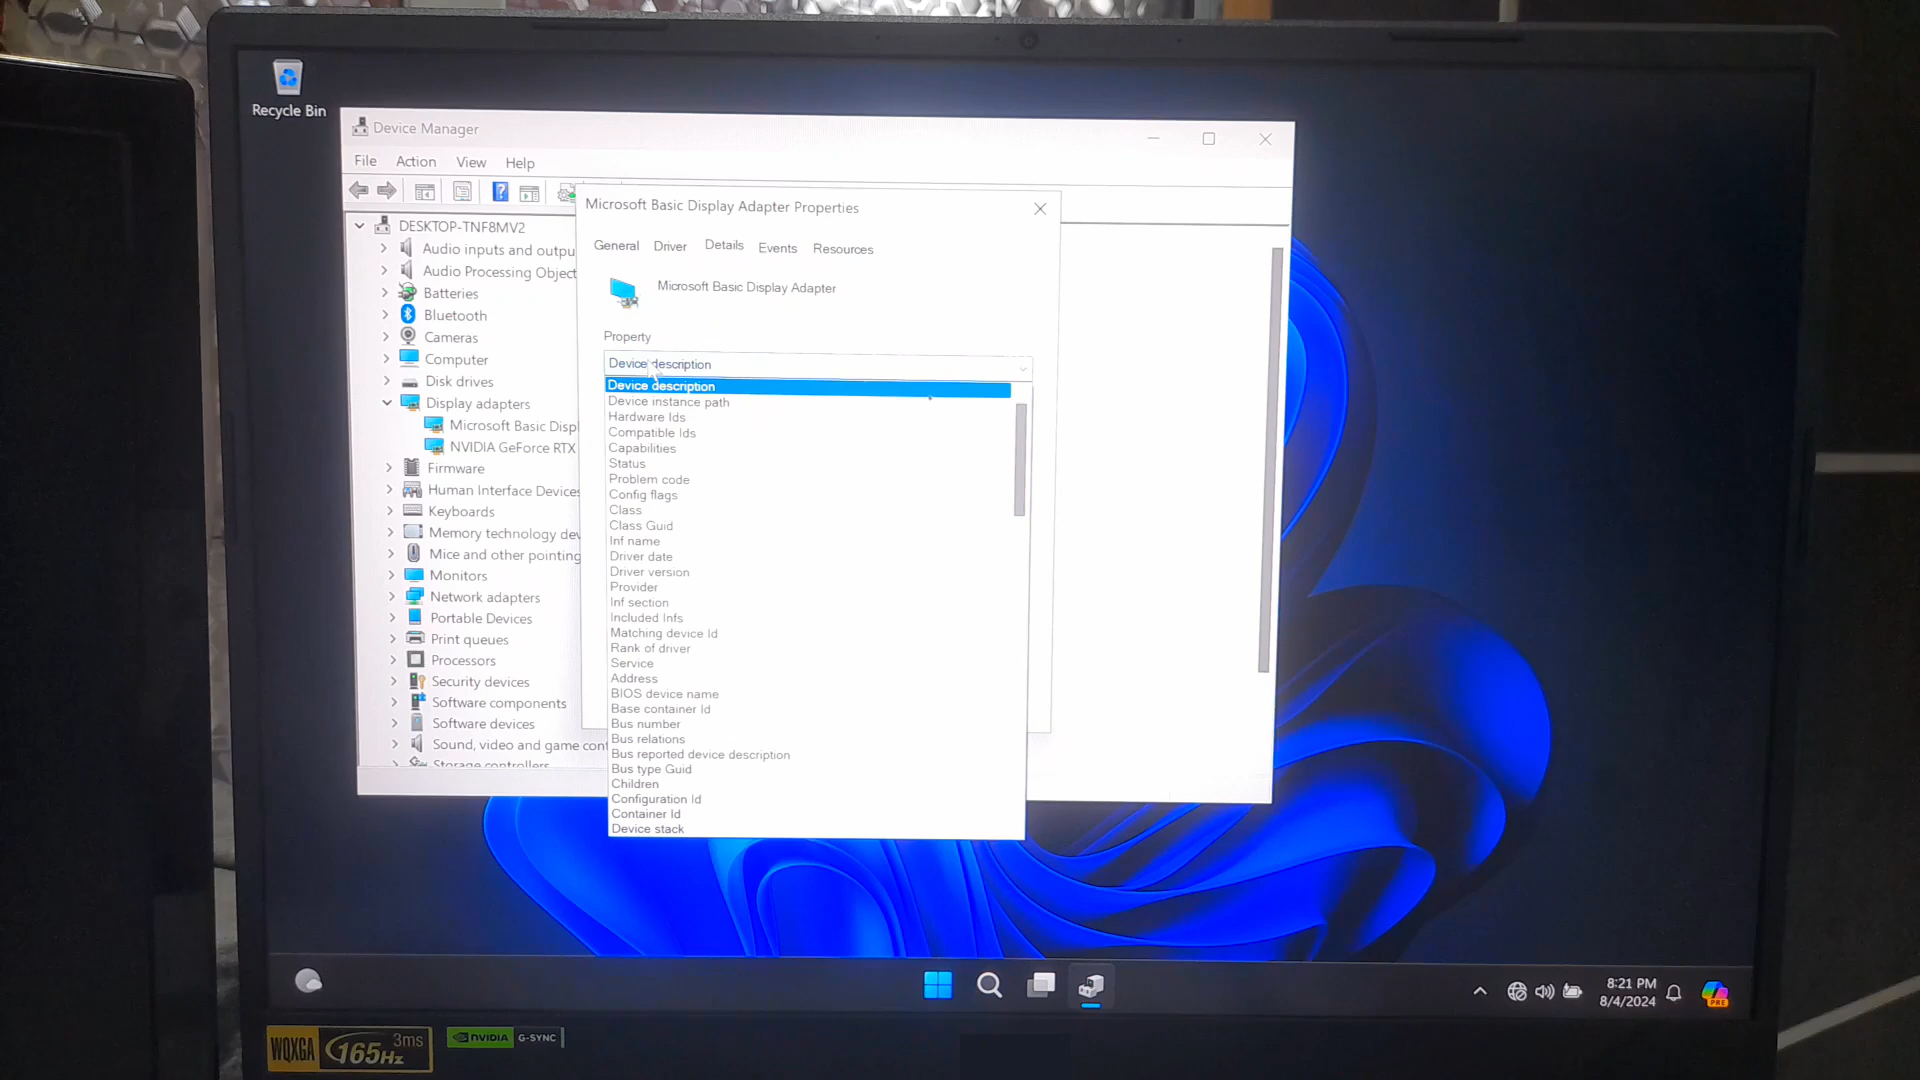 Recycle Bin
Device Manager
File Action View Help
DESKTOP-TNF8MV2
Audio inputs and outpu
Audio Processing Object
Batteries
Bluetooth
Cameras
Computer
Disk drives
Display adapters
Microsoft Basic Displ
NVIDIA GeForce RTX
Firmware
Human Interface Devices
Keyboards
Memory technology dev
Mice and other pointing
Monitors
Network adapters
Portable Devices
Print queues
Processors
Security devices
Software components
Software devices
Sound, video and game cont
Storage controllers
Microsoft Basic Display Adapter Properties
General Driver Details Events Resources
Microsoft Basic Display Adapter
Property
Device description
Device description
Device instance path
Hardware Ids
Compatible Ids
Capabilities
Status
Problem code
Config flags
Class
Class Guid
Inf name
Driver date
Driver version
Provider
Inf section
Included Infs
Matching device Id
Rank of driver
Service
Address
BIOS device name
Base container Id
Bus number
Bus relations
Bus reported device description
Bus type Guid
Children
Configuration Id
Container Id
Device stack
8:21 PM
8/4/2024
PRE
WQXGA 165Hz 3ms
NVIDIA G-SYNC